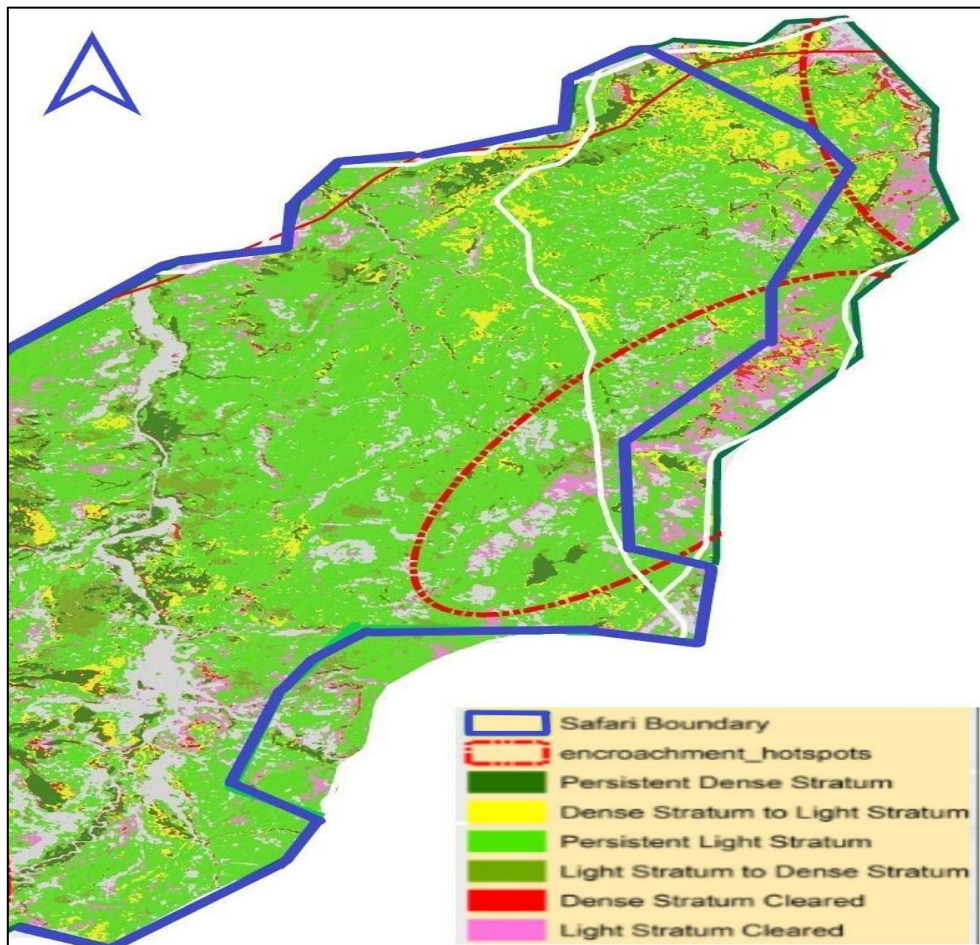 Safari Boundary
encroachment_hotspots
Persistent Dense Stratum
Dense Stratum to Light Stratum
Persistent Light Stratum
Light Stratum to Dense Stratum
Dense Stratum Cleared
Light Stratum Cleared